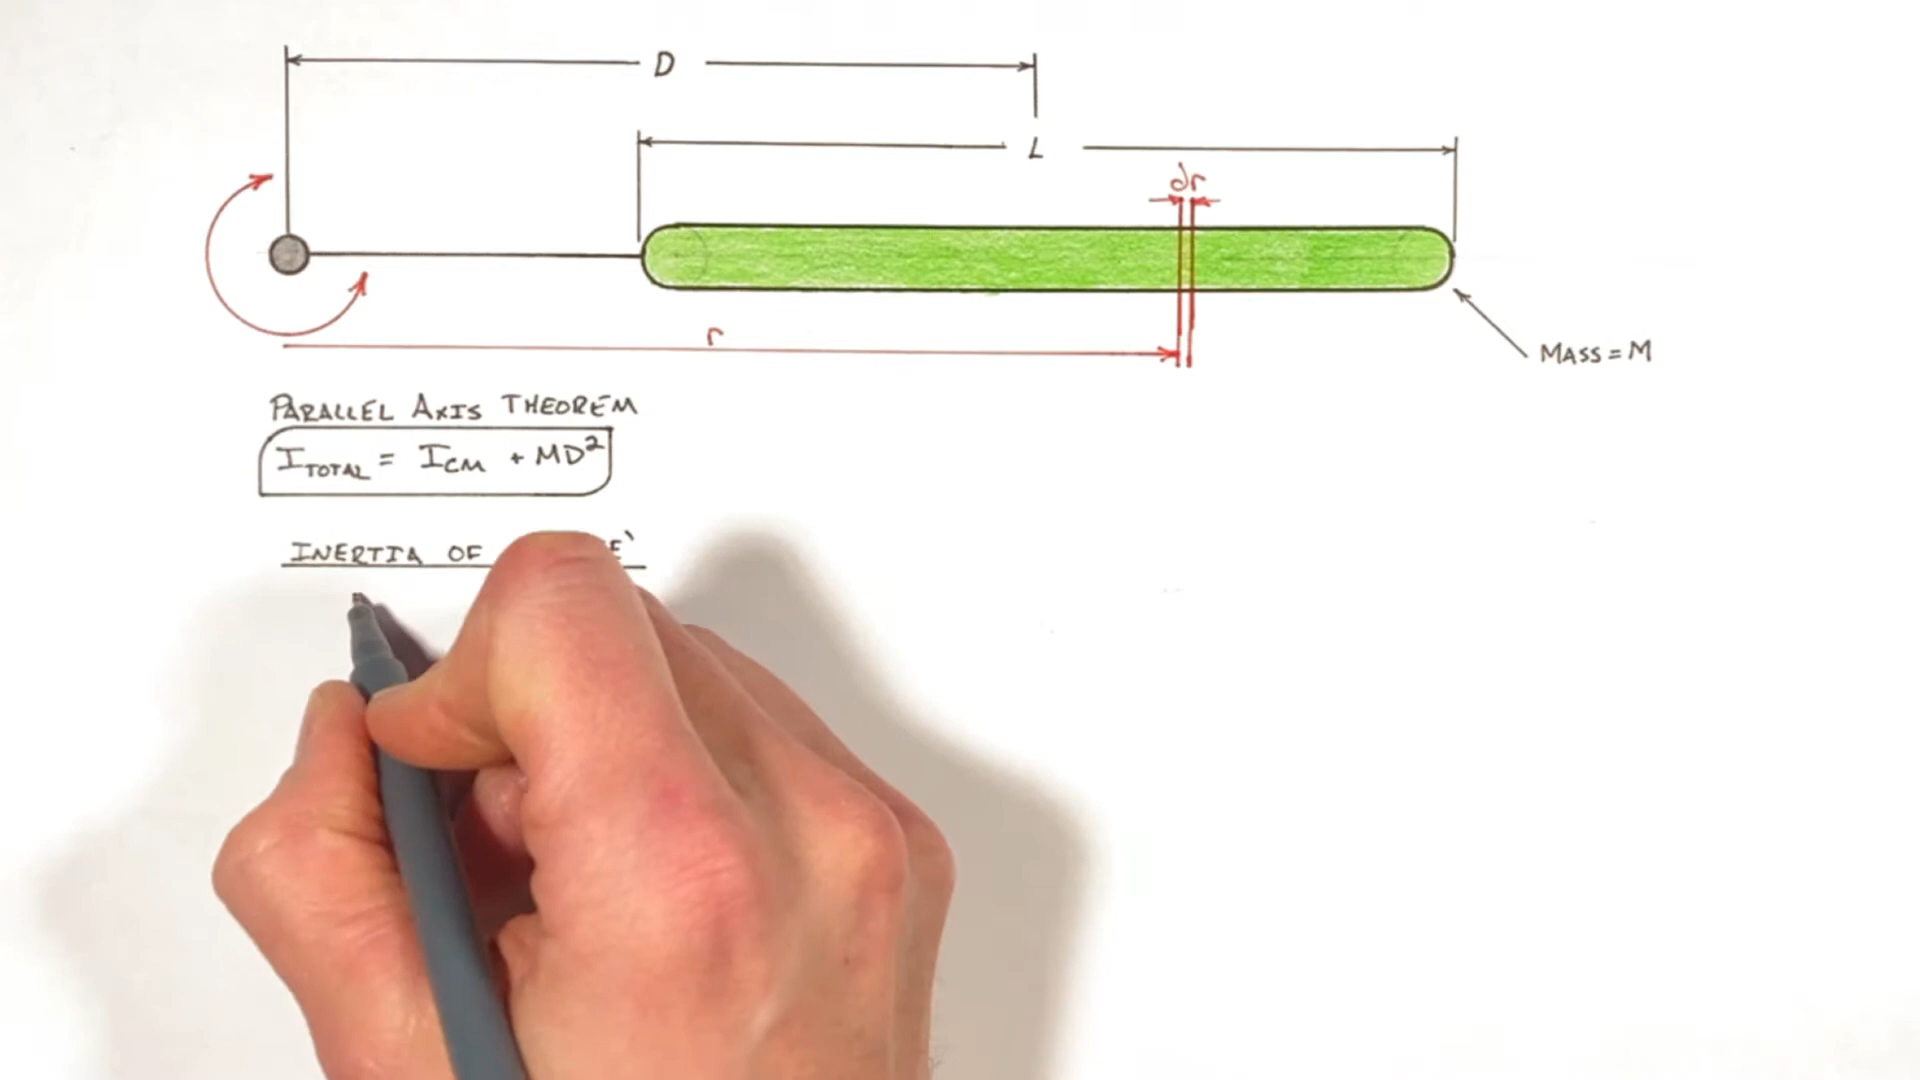 D
L
dr
r
MASS = M
PARALLEL AXIS THEOREM
I_TOTAL = I_CM + MD²
INERTIA OF